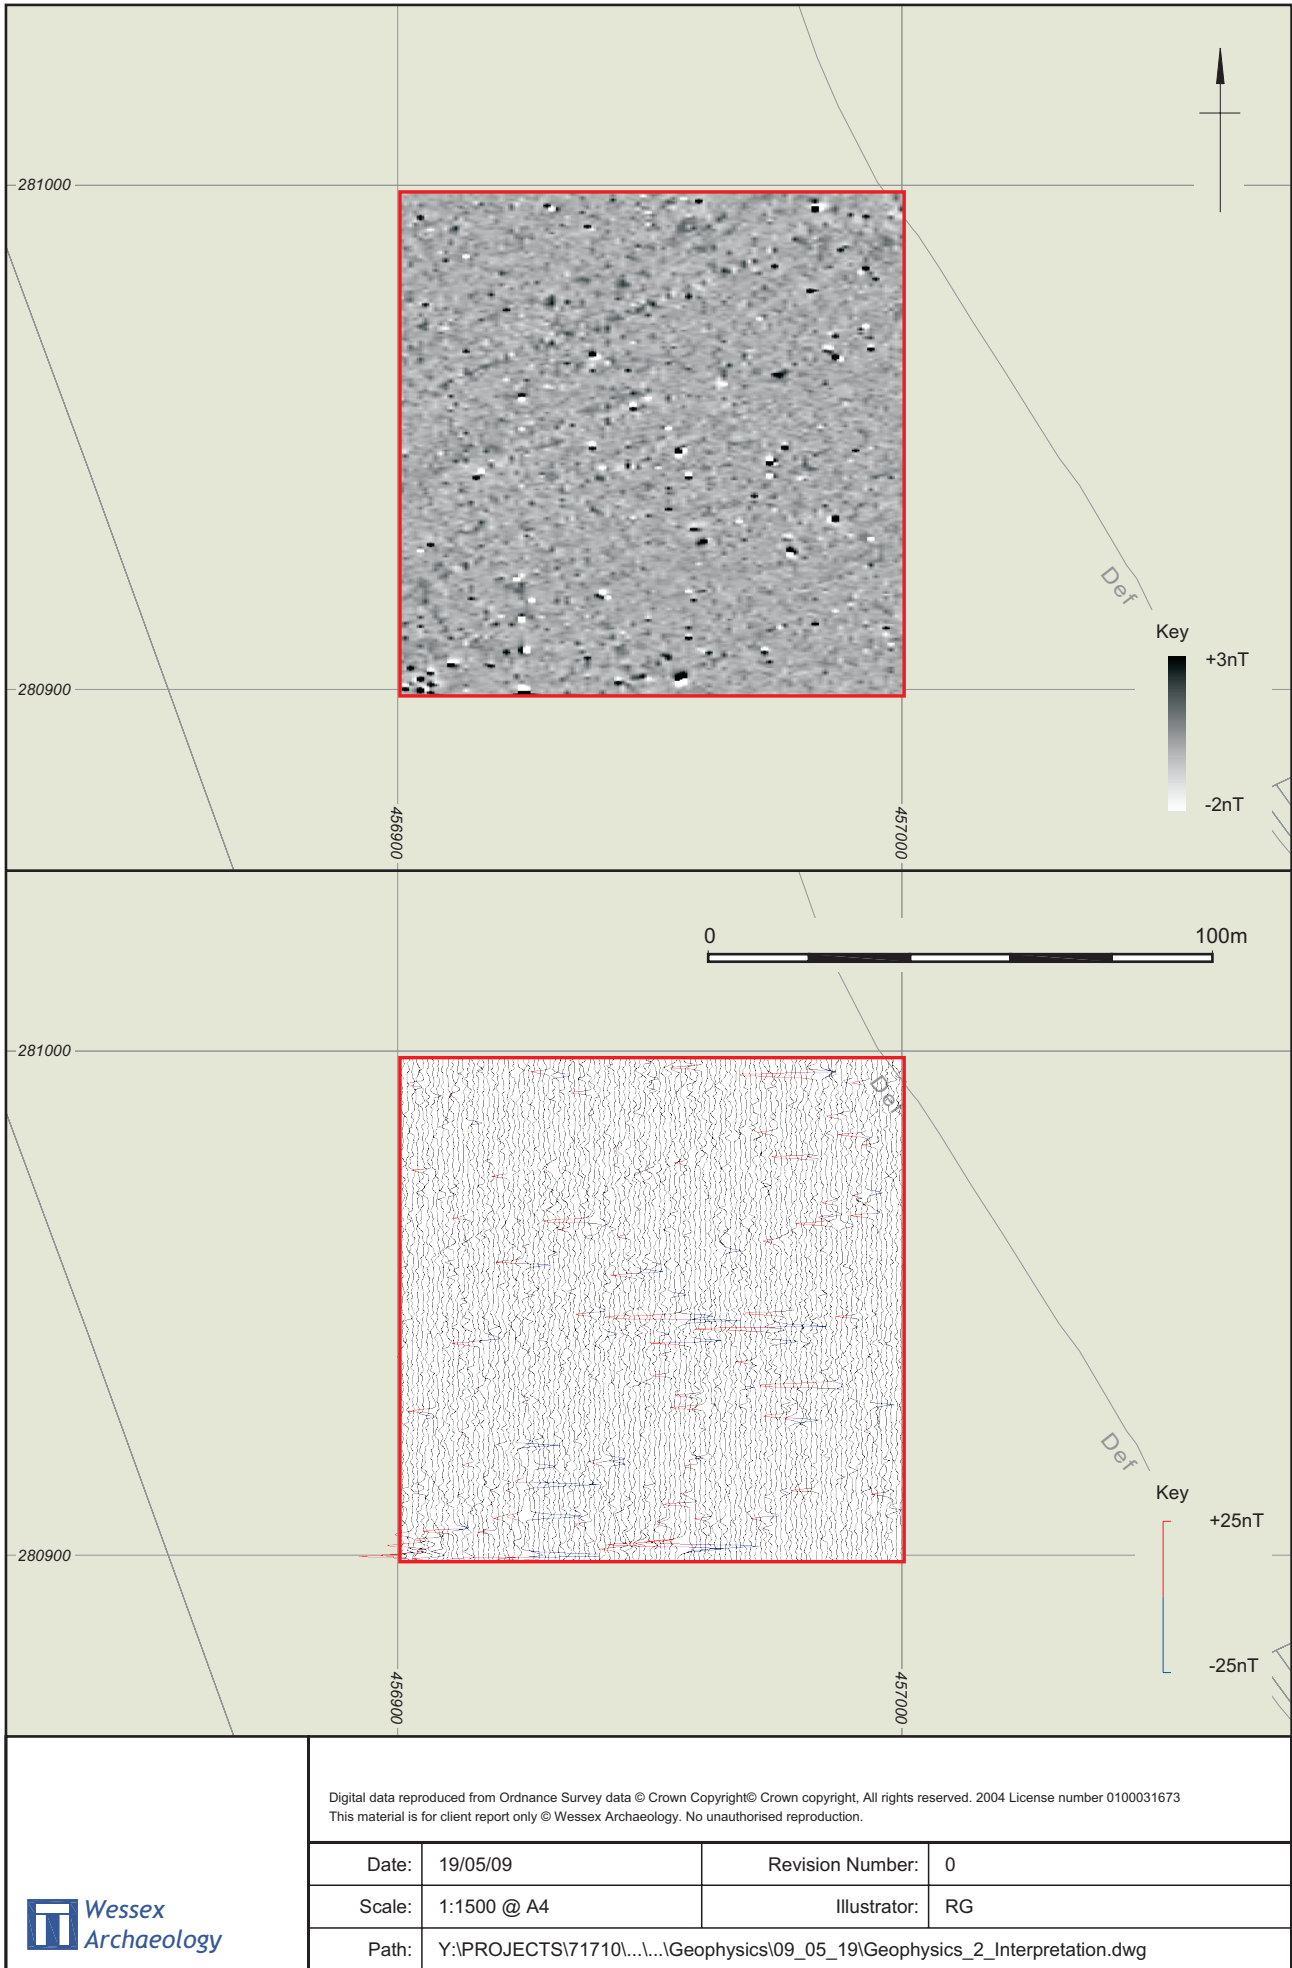 281000
Def
Key
+3nT
280900
-2nT
456900
457000
0 100m
281000
Def
Def
Key
+25nT
280900
-25nT
456900
457000
Digital data reproduced from Ordnance Survey data © Crown Copyright© Crown copyright, All rights reserved. 2004 License number 0100031673
This material is for client report only © Wessex Archaeology. No unauthorised reproduction.
Date: 19/05/09 Revision Number: 0
Scale: 1:1500 @ A4 Illustrator: RG
Path: Y:\PROJECTS\71710\...\...\Geophysics\09_05_19\Geophysics_2_Interpretation.dwg
Wessex
Archaeology